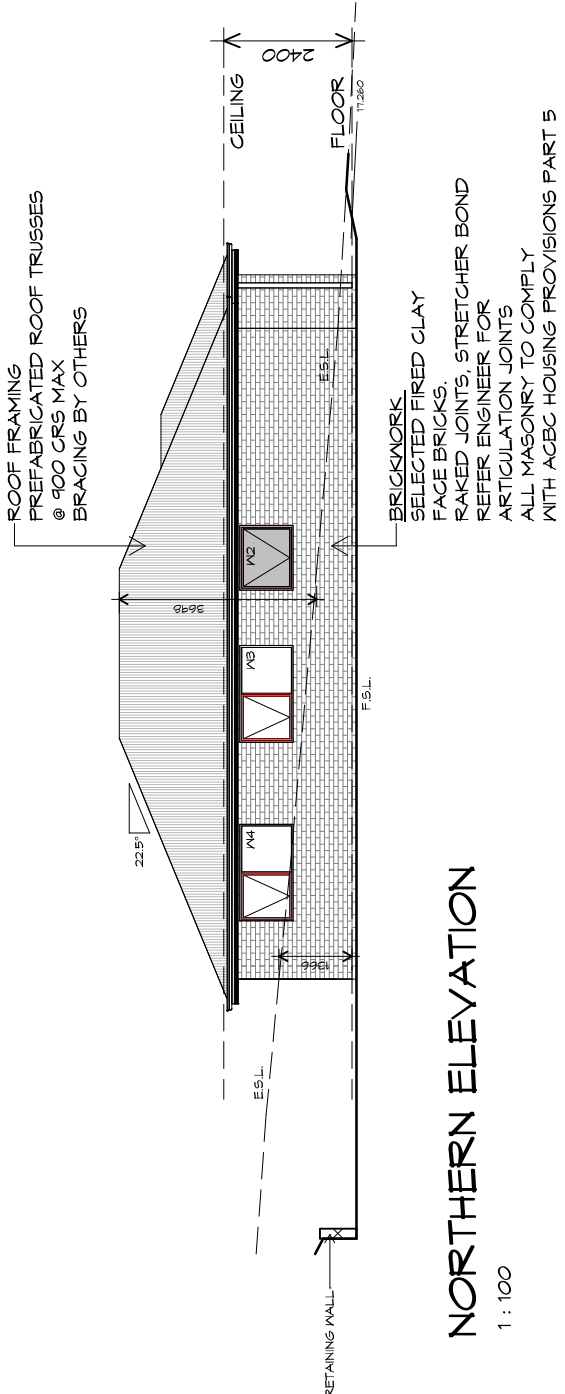 ROOF FRAMING
PREFABRICATED ROOF TRUSSES
@ 900 CRS MAX
BRACING BY OTHERS
22.5°
3698
CEILING
2400
FLOOR
17.260
W4
W3
W2
1366
E.S.L.
E.S.L.
F.S.L.
RETAINING WALL
BRICKWORK
SELECTED FIRED CLAY
FACE BRICKS.
RAKED JOINTS, STRETCHER BOND
REFER ENGINEER FOR
ARTICULATION JOINTS
ALL MASONRY TO COMPLY
WITH ACBC HOUSING PROVISIONS PART 5
NORTHERN ELEVATION
1 : 100